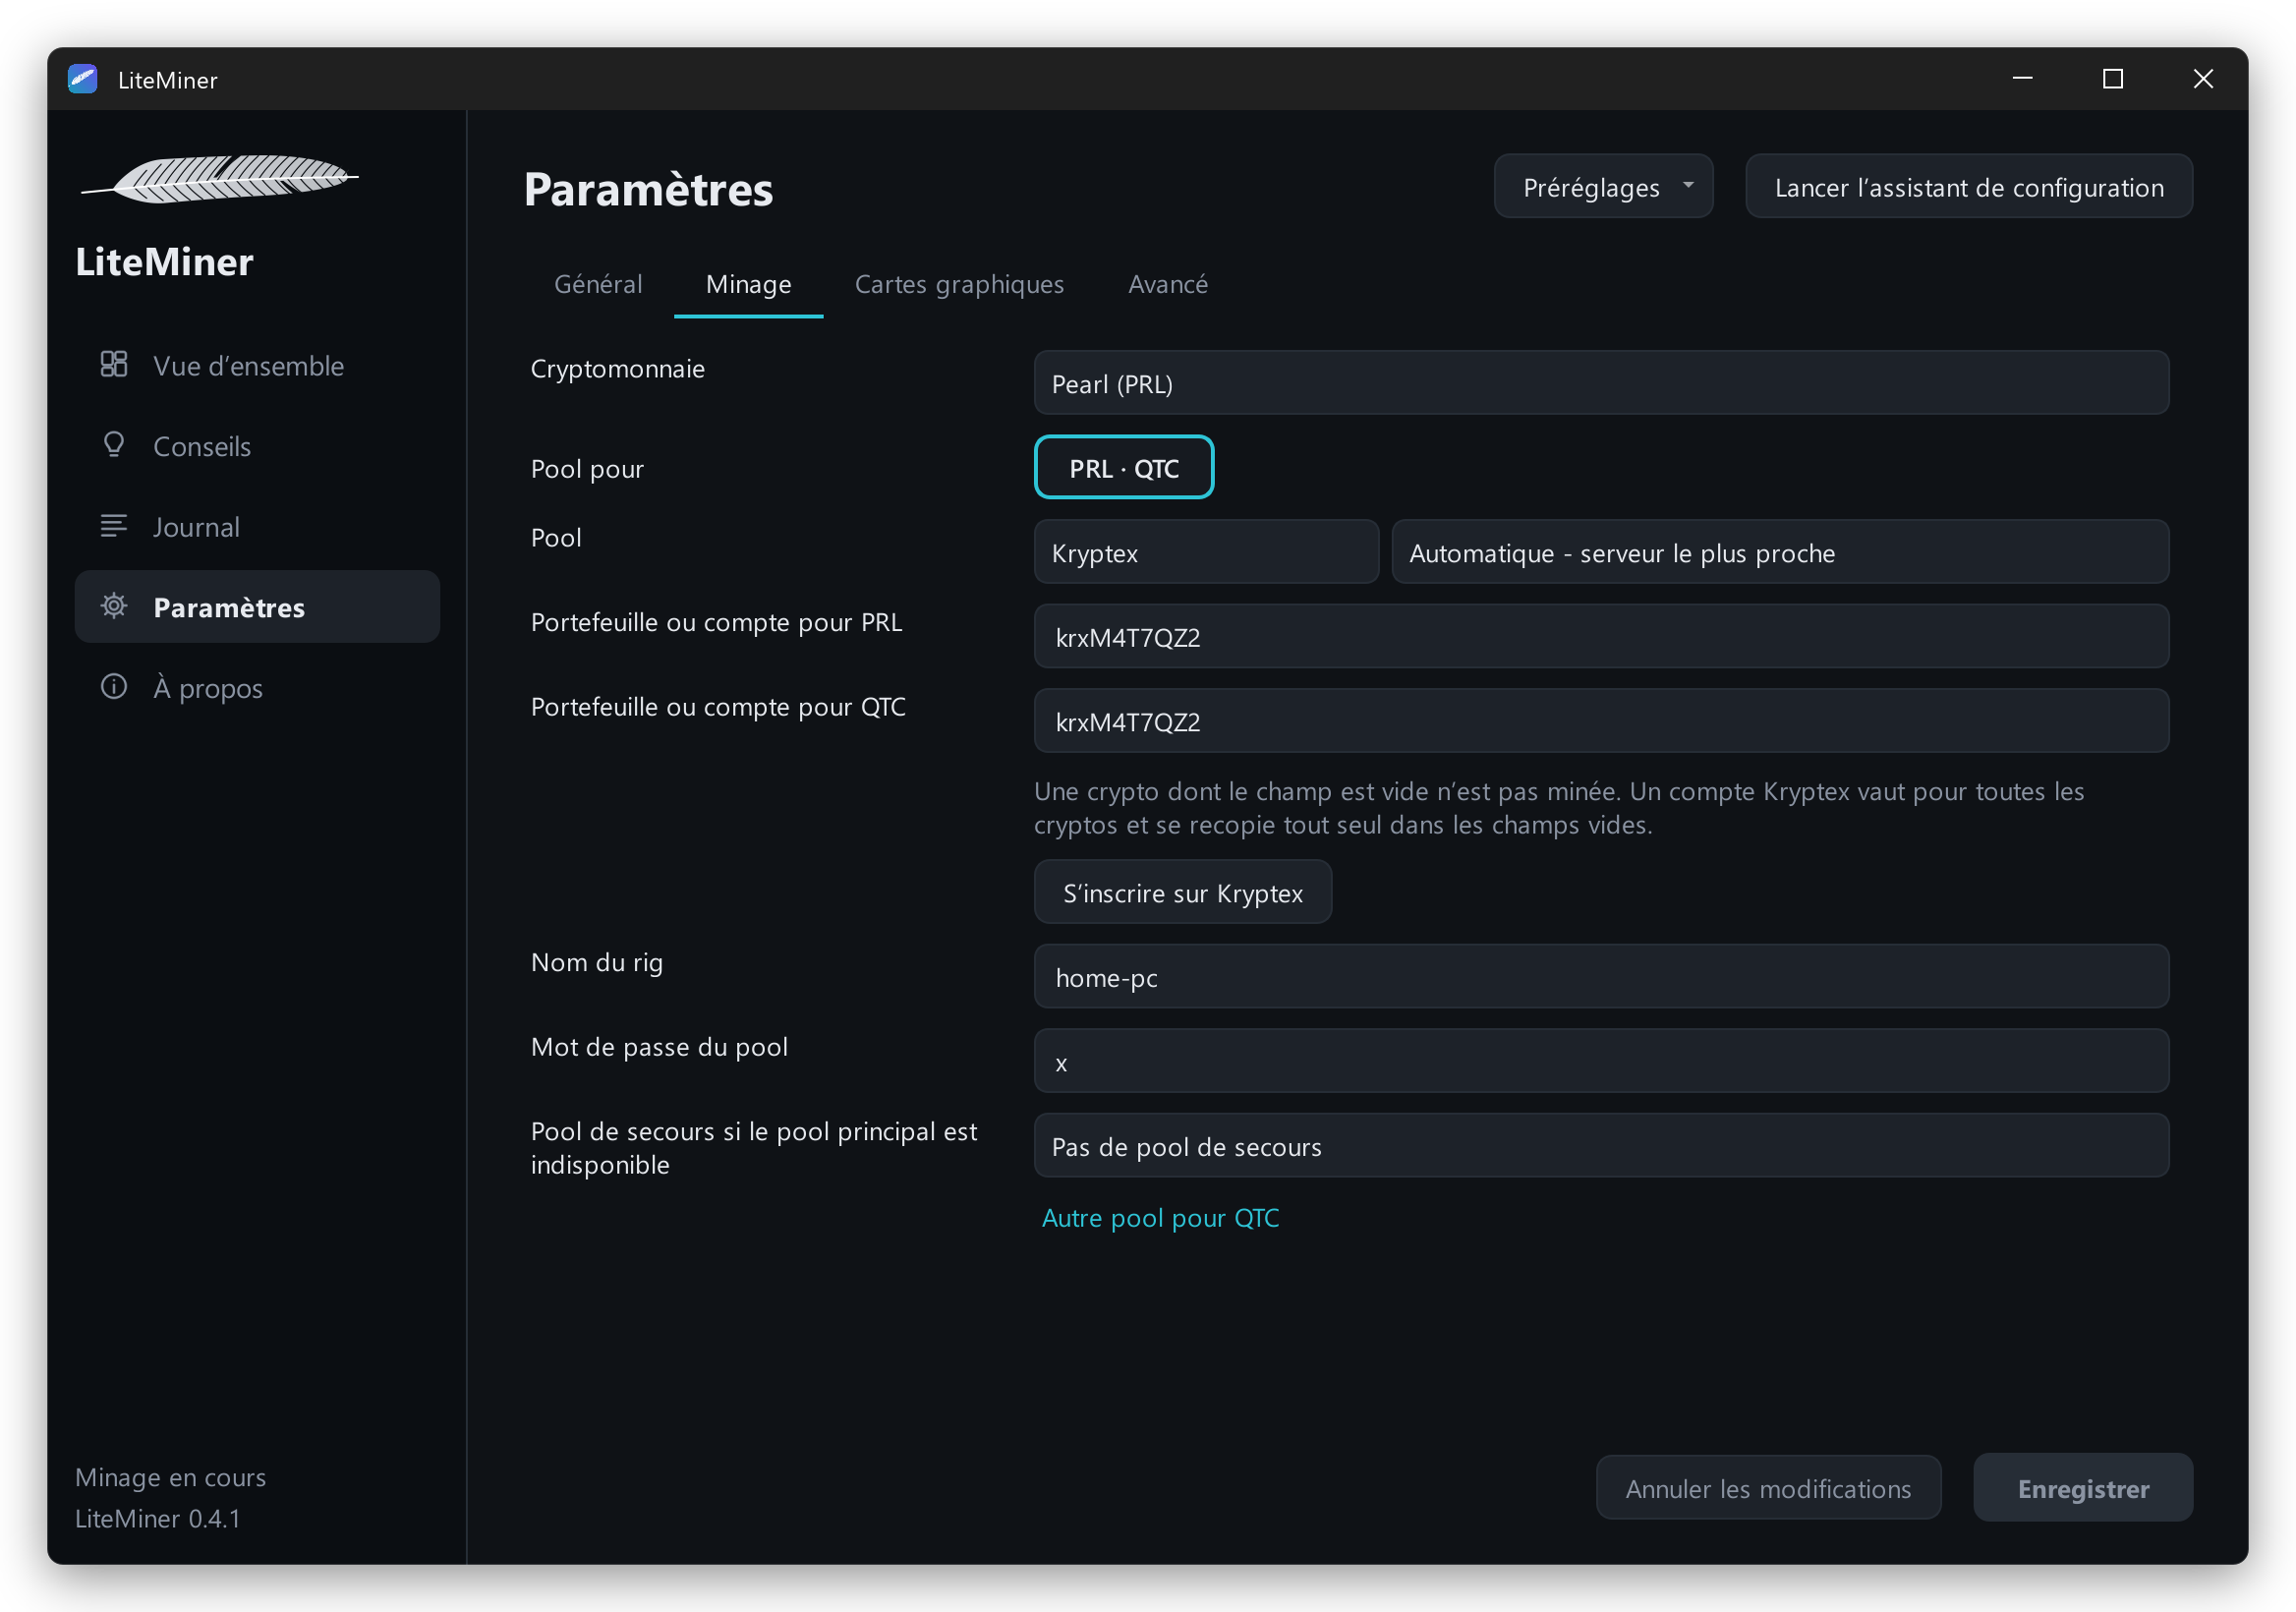 LiteMiner
LiteMiner
Vue d’ensemble
Conseils
Journal
Paramètres
À propos
Minage en cours
LiteMiner 0.4.1
Paramètres
Préréglages
Lancer l’assistant de configuration
Général
Minage
Cartes graphiques
Avancé
Cryptomonnaie
Pearl (PRL)
Pool pour
PRL · QTC
Pool
Kryptex
Automatique - serveur le plus proche
Portefeuille ou compte pour PRL
krxM4T7QZ2
Portefeuille ou compte pour QTC
krxM4T7QZ2
Une crypto dont le champ est vide n’est pas minée. Un compte Kryptex vaut pour toutes les
cryptos et se recopie tout seul dans les champs vides.
S’inscrire sur Kryptex
Nom du rig
home-pc
Mot de passe du pool
x
Pool de secours si le pool principal est
indisponible
Pas de pool de secours
Autre pool pour QTC
Annuler les modifications
Enregistrer